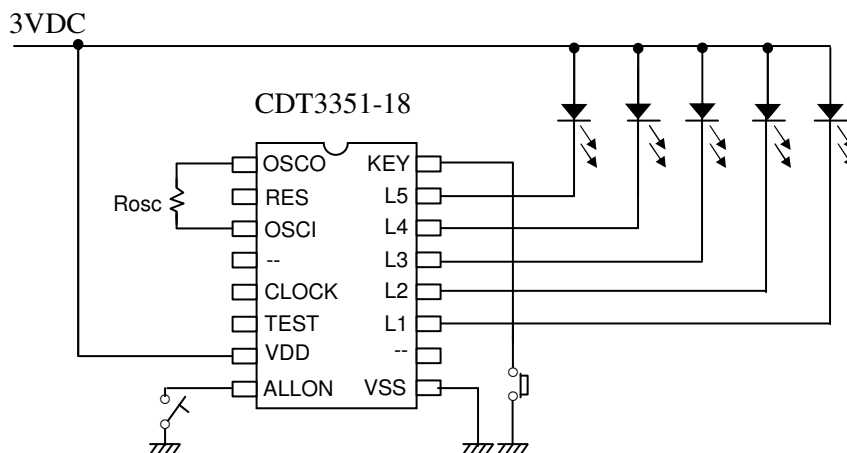 3VDC
CDT3351-18
OSCO KEY
RES L5
Rosc
OSCI L4
-- L3
CLOCK L2
TEST L1
VDD --
ALLON VSS